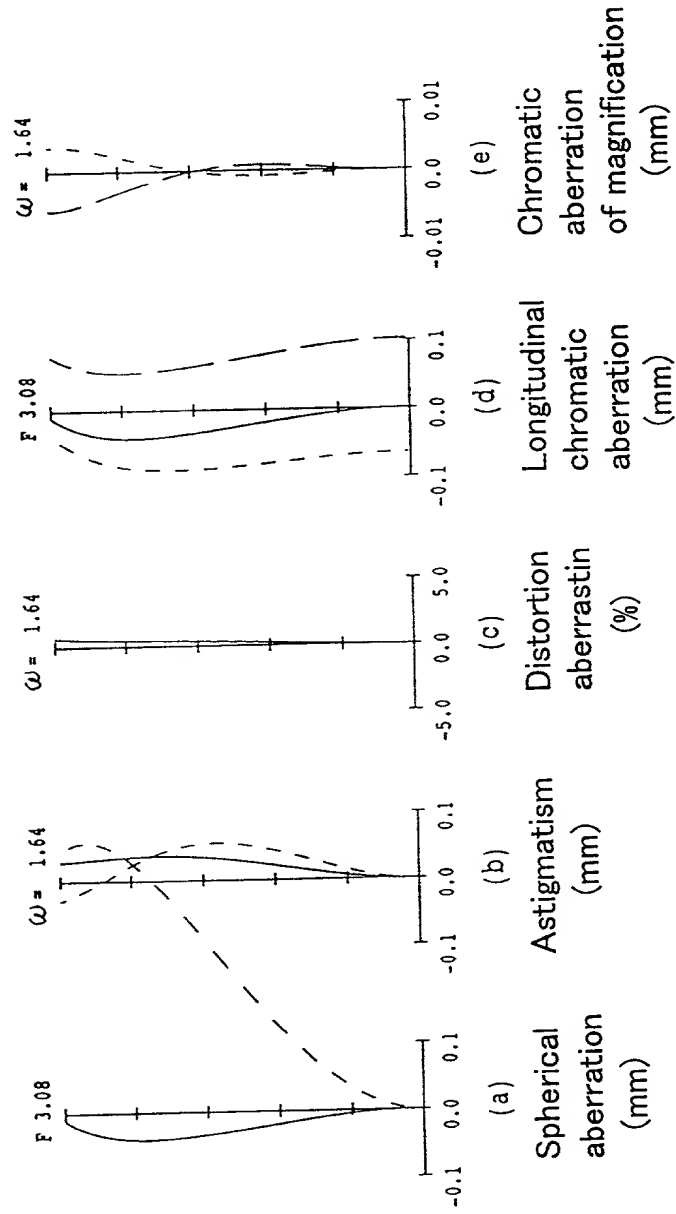 F 3.08
-0.1 0.0 0.1
(a)
Spherical
aberration
(mm)
ω= 1.64
-0.1 0.0 0.1
(b)
Astigmatism
(mm)
ω= 1.64
-5.0 0.0 5.0
(c)
Distortion
aberrastin
(%)
F 3.08
-0.1 0.0 0.1
(d)
Longitudinal
chromatic
aberration
(mm)
ω= 1.64
-0.01 0.0 0.01
(e)
Chromatic
aberration
of magnification
(mm)